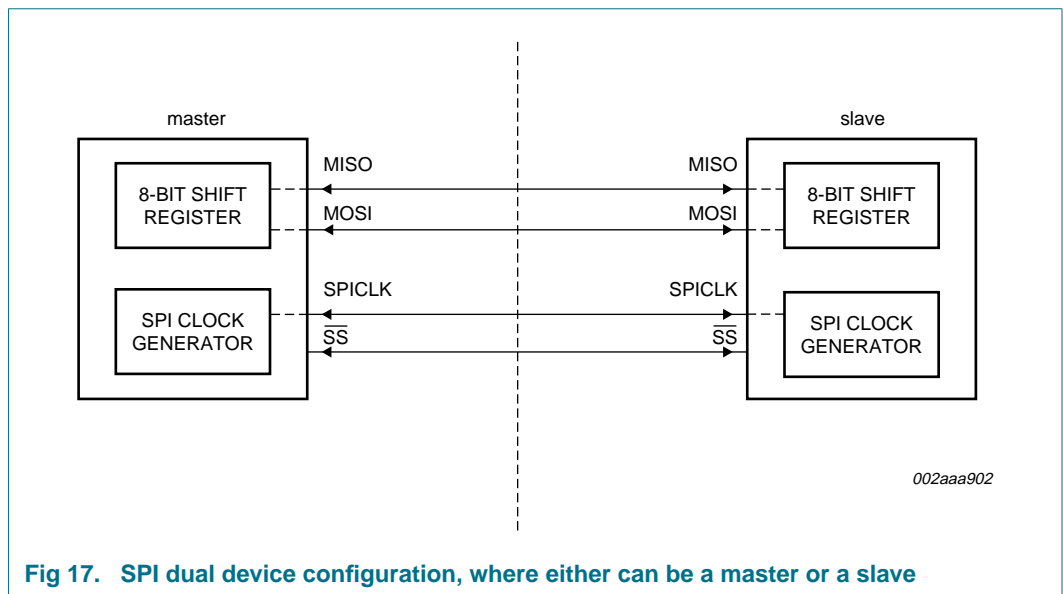 master
slave
8-BIT SHIFT
REGISTER
MISO
MISO
MOSI
MOSI
8-BIT SHIFT
REGISTER
SPI CLOCK
GENERATOR
SPICLK
SPICLK
SS
SS
SPI CLOCK
GENERATOR
002aaa902
Fig 17. SPI dual device configuration, where either can be a master or a slave